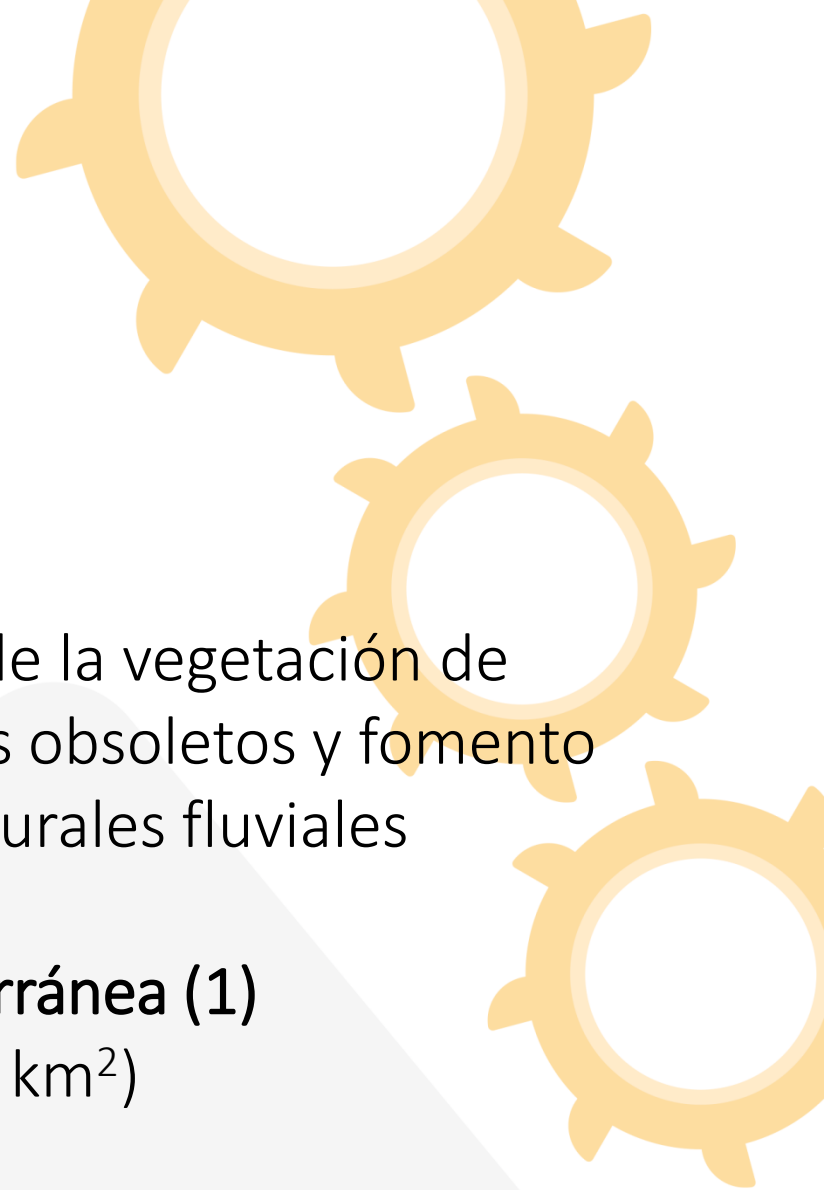 le la vegetación de
s obsoletos y fomento
urales fluviales
rránea (1)
km²)